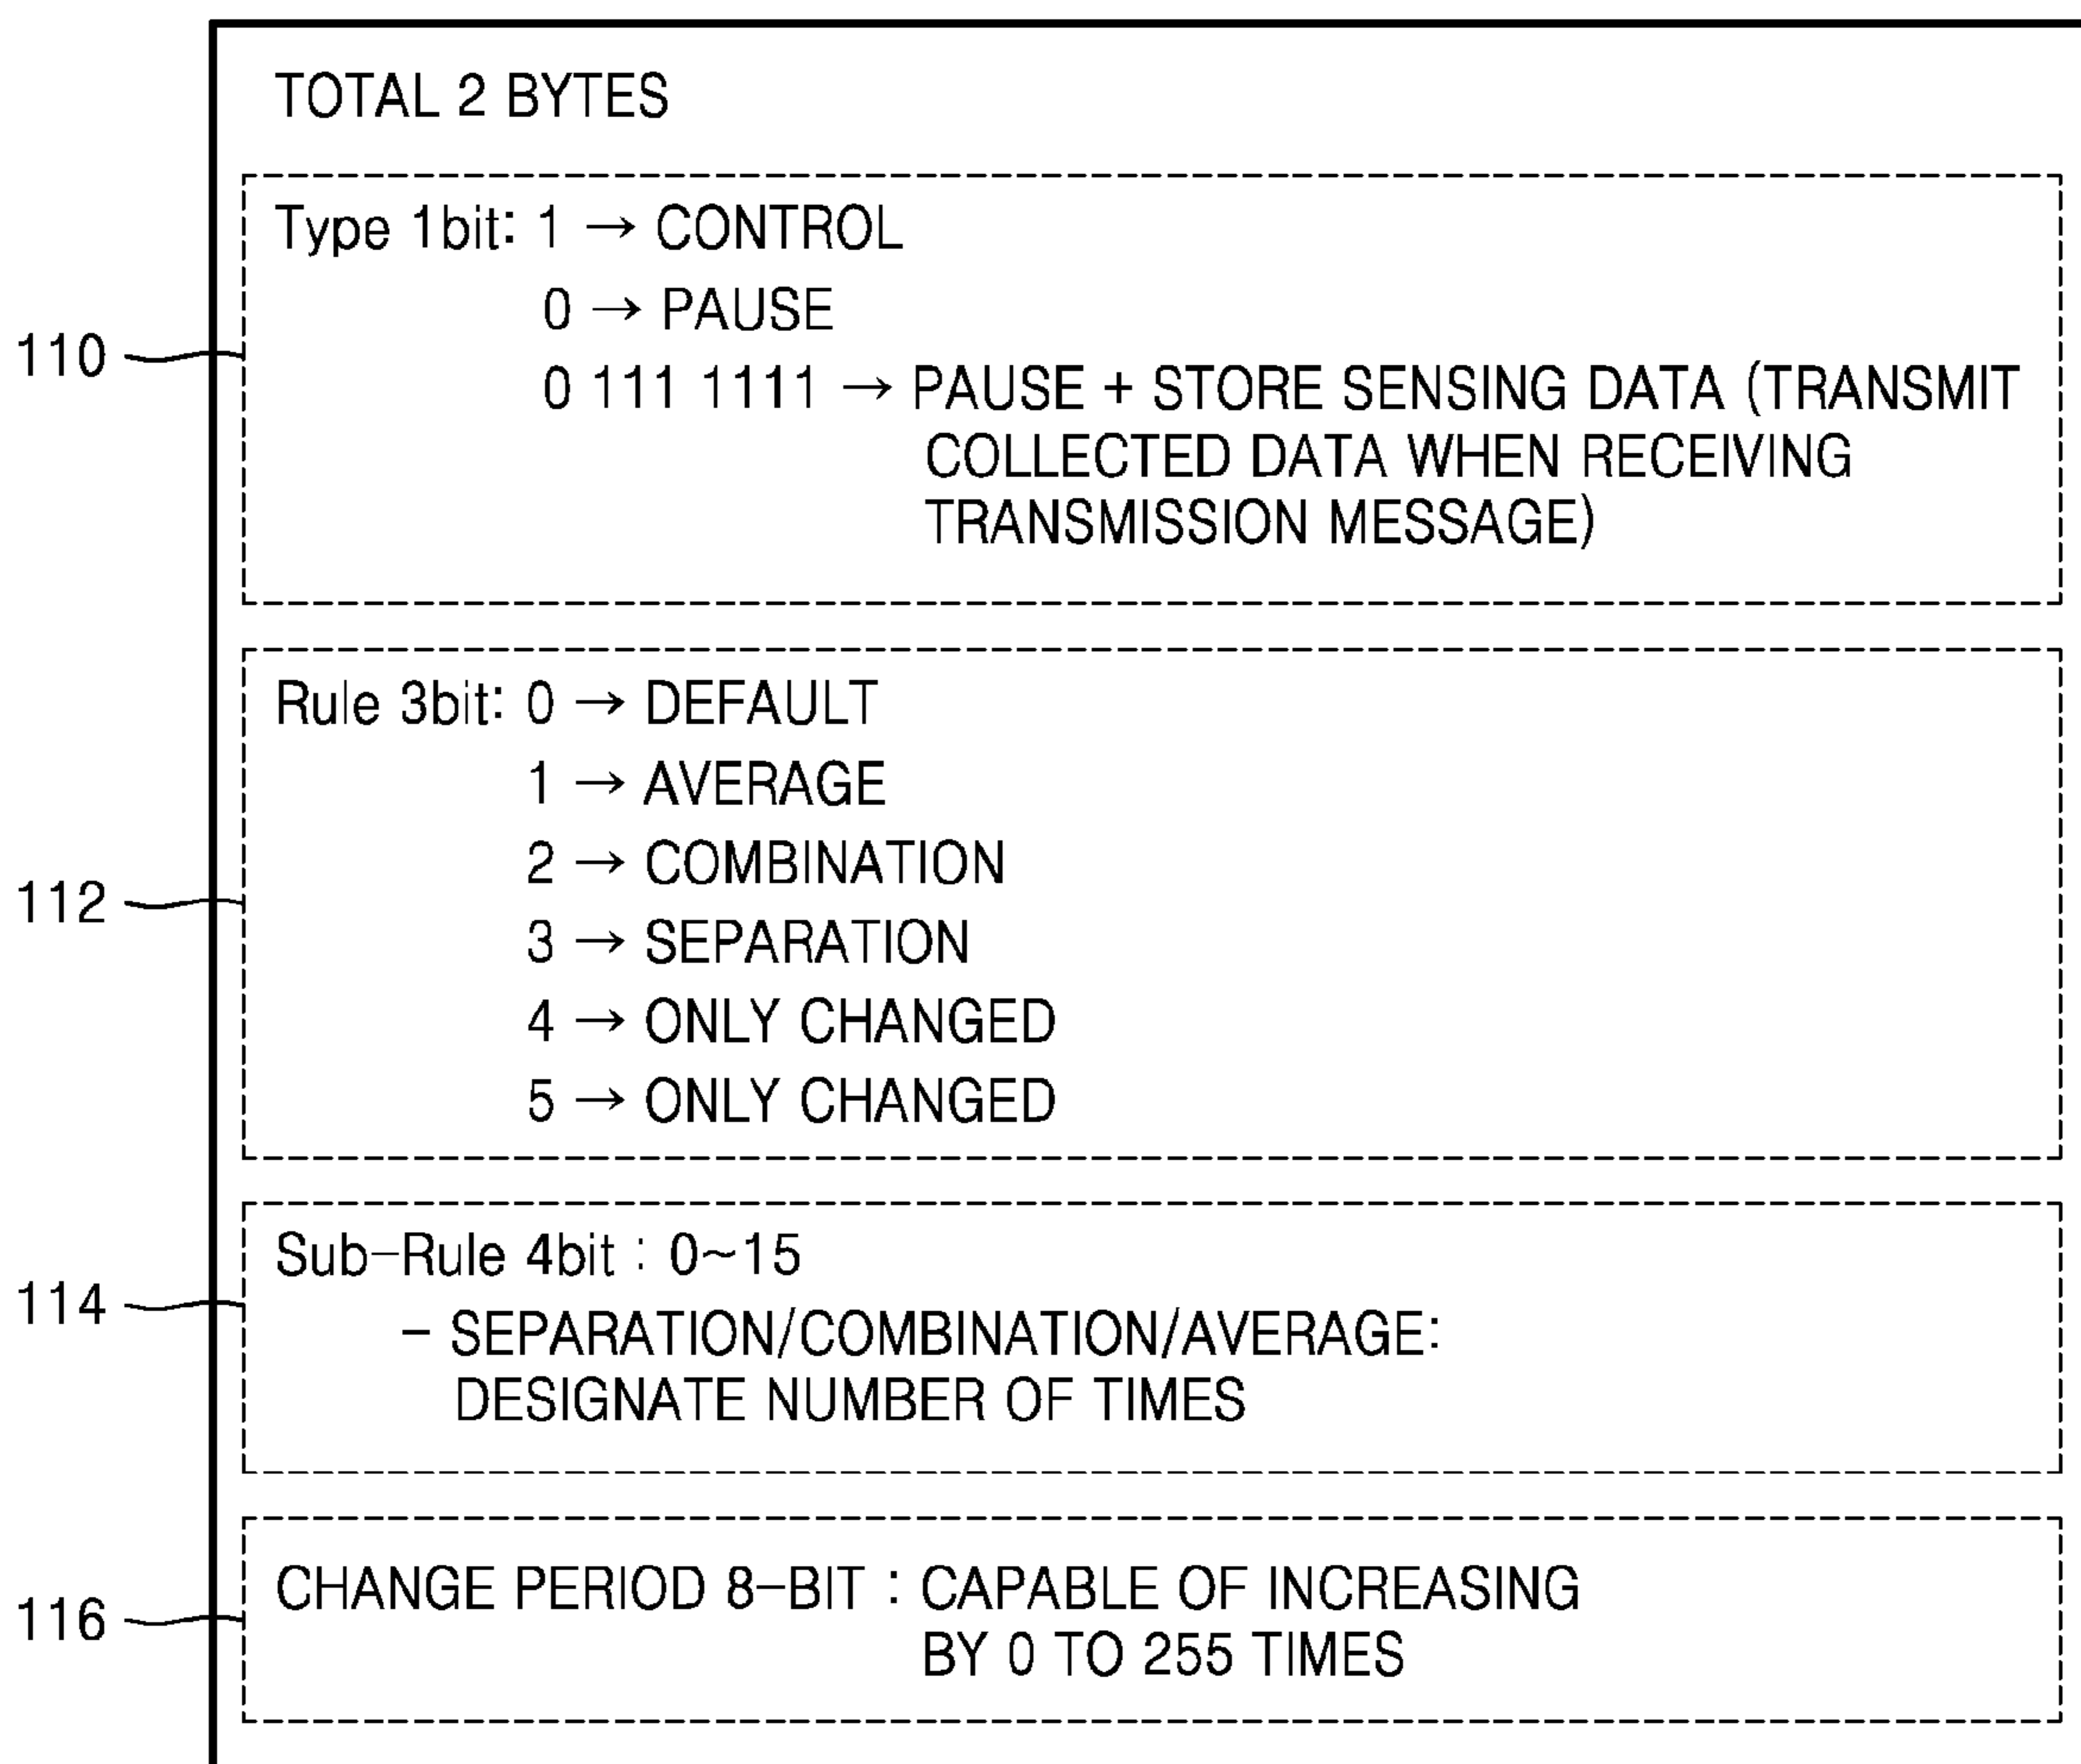 TOTAL 2 BYTES
Type 1bit: 1 → CONTROL
0 → PAUSE
110
0 111 1111 → PAUSE + STORE SENSING DATA (TRANSMIT
COLLECTED DATA WHEN RECEIVING
TRANSMISSION MESSAGE)
Rule 3bit: 0 → DEFAULT
1 → AVERAGE
2 → COMBINATION
112
3 → SEPARATION
4 → ONLY CHANGED
5 → ONLY CHANGED
Sub-Rule 4bit : 0~15
114
- SEPARATION/COMBINATION/AVERAGE:
DESIGNATE NUMBER OF TIMES
CHANGE PERIOD 8-BIT : CAPABLE OF INCREASING
116
BY 0 TO 255 TIMES